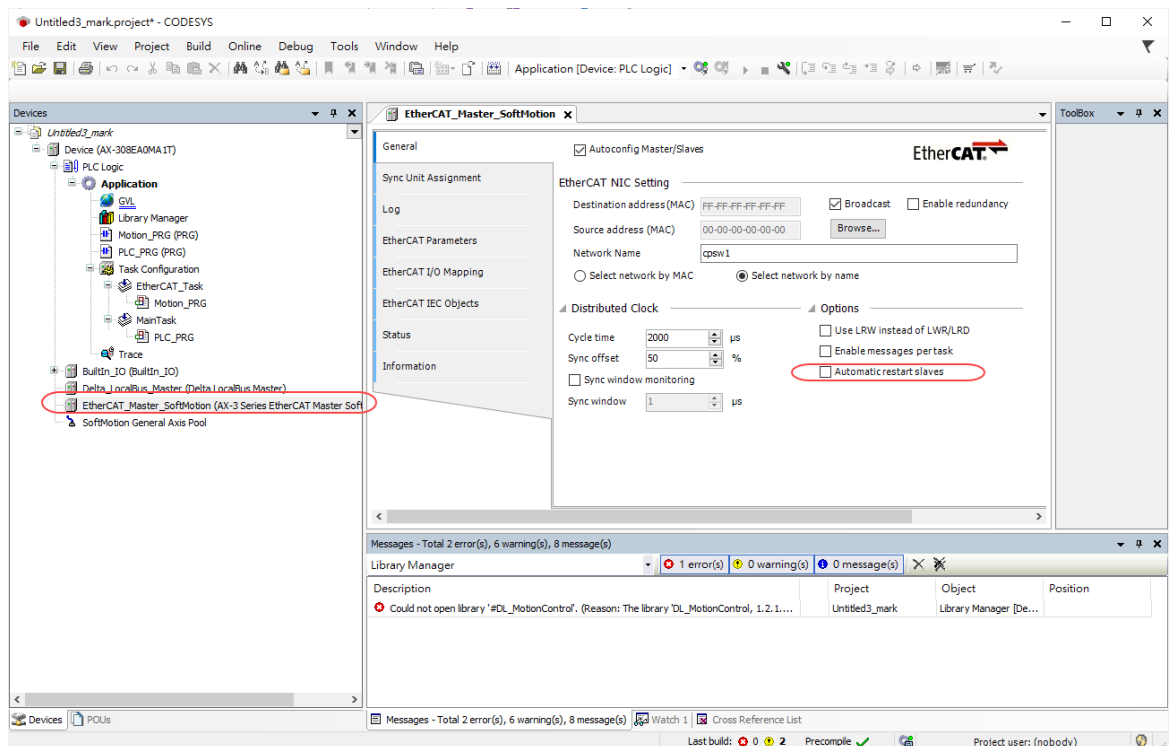 Untitled3_mark.project* - CODESYS
File Edit View Project Build Online Debug Tools Window Help
Application [Device: PLC Logic]
Devices
Untitled3_mark
Device (AX-308EA0MA1T)
PLC Logic
Application
GVL
Library Manager
Motion_PRG (PRG)
PLC_PRG (PRG)
Task Configuration
EtherCAT_Task
Motion_PRG
MainTask
PLC_PRG
Trace
BuiltIn_IO (BuiltIn_IO)
Delta_LocalBus_Master (Delta LocalBus Master)
EtherCAT_Master_SoftMotion (AX-3 Series EtherCAT Master Soft
SoftMotion General Axis Pool
Devices POUs
EtherCAT_Master_SoftMotion
General
Sync Unit Assignment
Log
EtherCAT Parameters
EtherCAT I/O Mapping
EtherCAT IEC Objects
Status
Information
Autoconfig Master/Slaves
EtherCAT.
EtherCAT NIC Setting
Destination address (MAC) FF-FF-FF-FF-FF-FF Broadcast Enable redundancy
Source address (MAC) 00-00-00-00-00-00 Browse...
Network Name cpsw1
Select network by MAC Select network by name
Distributed Clock
Cycle time 2000 µs
Sync offset 50 %
Sync window monitoring
Sync window 1 µs
Options
Use LRW instead of LWR/LRD
Enable messages per task
Automatic restart slaves
ToolBox
Messages - Total 2 error(s), 6 warning(s), 8 message(s)
Library Manager 1 error(s) 0 warning(s) 0 message(s)
Description Project Object Position
Could not open library '#DL_MotionControl'. (Reason: The library 'DL_MotionControl, 1.2.1.... Untitled3_mark Library Manager [De...
Messages - Total 2 error(s), 6 warning(s), 8 message(s) Watch 1 Cross Reference List
Last build: 0 2 Precompile Project user: (nobody)